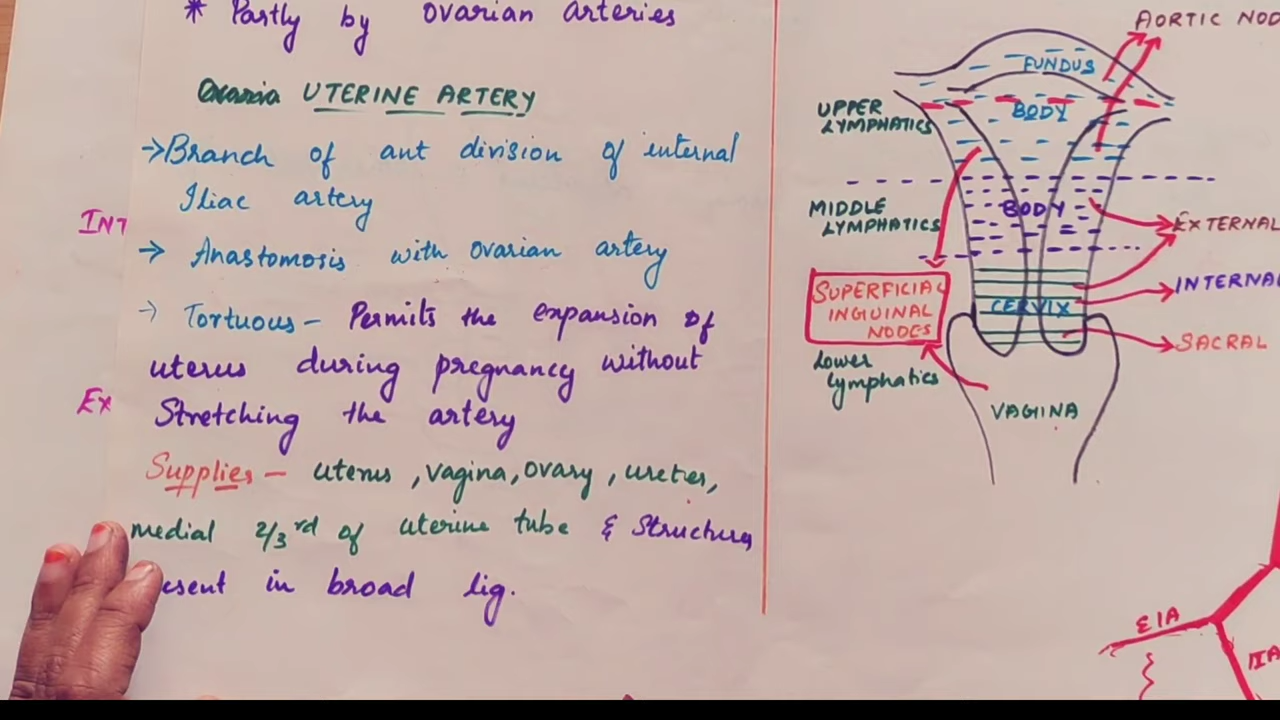 * Partly by ovarian arteries
UTERINE ARTERY
→ Branch of ant division of internal
Iliac artery
→ Anastomosis with ovarian artery
→ Tortuous - Permits the expansion of
uterus during pregnancy without
Stretching the artery
Supplies - uterus, vagina, ovary, ureter,
medial 2/3rd of uterine tube & Structures
esent in broad lig.
INT
EX
AORTIC NOD
FUNDUS
UPPER
LYMPHATICS
BODY
MIDDLE
LYMPHATICS
BODY
EXTERNAL
SUPERFICIAL
INGUINAL
NODES
CERVIX
INTERNAL
SACRAL
Lower
lymphatics
VAGINA
EIA
IIA